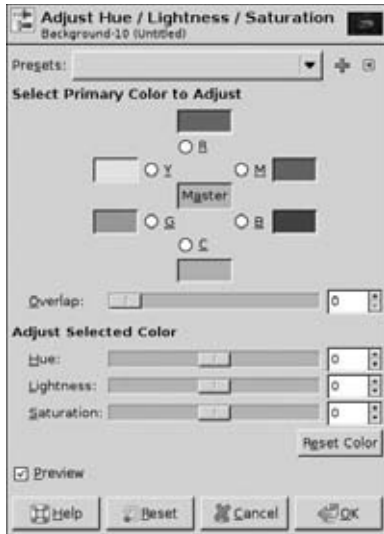 Adjust Hue / Lightness / Saturation
Background-10 (Untitled)
Presets:
Select Primary Color to Adjust
R
Y M
Master
G B
C
Overlap: 0
Adjust Selected Color
Hue: 0
Lightness: 0
Saturation: 0
Reset Color
Preview
Help Reset Cancel OK